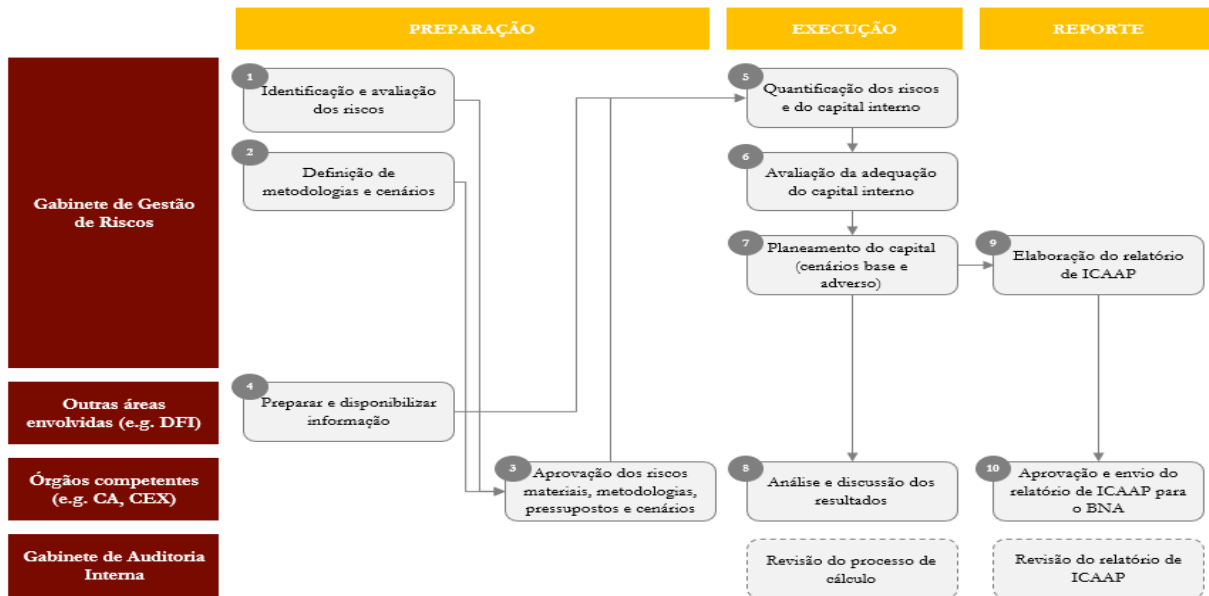 PREPARAÇÃO
EXECUÇÃO
REPORTE
Gabinete de Gestão
de Riscos
1
Identificação e avaliação
dos riscos
2
Definição de
metodologias e cenários
5
Quantificação dos riscos
e do capital interno
6
Avaliação da adequação
do capital interno
7
Planeamento do capital
(cenários base e
adverso)
9
Elaboração do relatório
de ICAAP
Outras áreas
envolvidas (e.g. DFI)
4
Preparar e disponibilizar
informação
Órgãos competentes
(e.g. CA, CEX)
3
Aprovação dos riscos
materiais, metodologias,
pressupostos e cenários
8
Análise e discussão dos
resultados
10
Aprovação e envio do
relatório de ICAAP para
o BNA
Gabinete de Auditoria
Interna
Revisão do processo de
cálculo
Revisão do relatório de
ICAAP